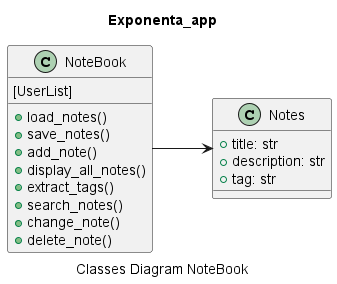 Exponenta_app
C NoteBook
[UserList]
load_notes()
save_notes()
add_note()
display_all_notes()
extract_tags()
search_notes()
change_note()
delete_note()
C Notes
title: str
description: str
tag: str
Classes Diagram NoteBook